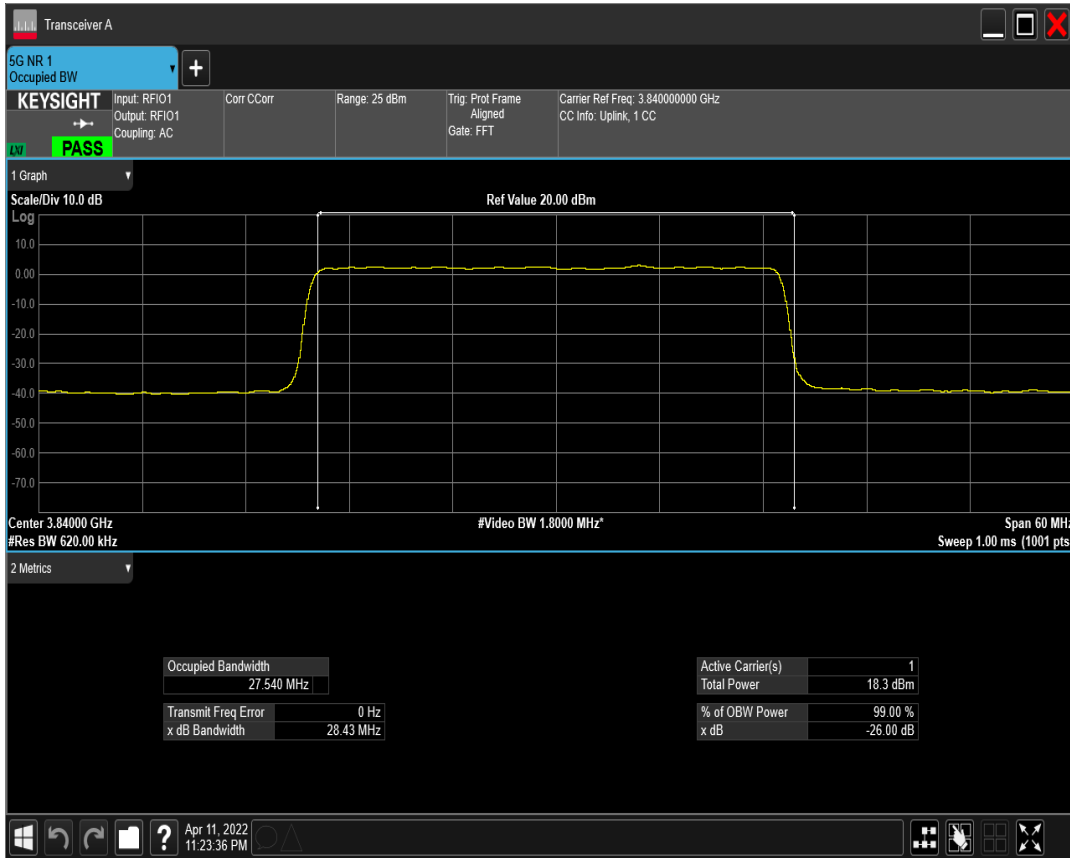 Transceiver A
5G NR 1
Occupied BW
KEYSIGHT
LXI
PASS
Input: RFIO1
Output: RFIO1
Coupling: AC
Corr CCorr
Range: 25 dBm
Trig: Prot Frame
Aligned
Gate: FFT
Carrier Ref Freq: 3.840000000 GHz
CC Info: Uplink, 1 CC
1 Graph
Scale/Div 10.0 dB
Ref Value 20.00 dBm
Log
10.0
0.00
-10.0
-20.0
-30.0
-40.0
-50.0
-60.0
-70.0
Center 3.84000 GHz
#Video BW 1.8000 MHz*
Span 60 MHz
#Res BW 620.00 kHz
Sweep 1.00 ms (1001 pts
2 Metrics
Occupied Bandwidth
27.540 MHz
Transmit Freq Error 0 Hz
x dB Bandwidth 28.43 MHz
Active Carrier(s) 1
Total Power 18.3 dBm
% of OBW Power 99.00 %
x dB -26.00 dB
?
Apr 11, 2022
11:23:36 PM